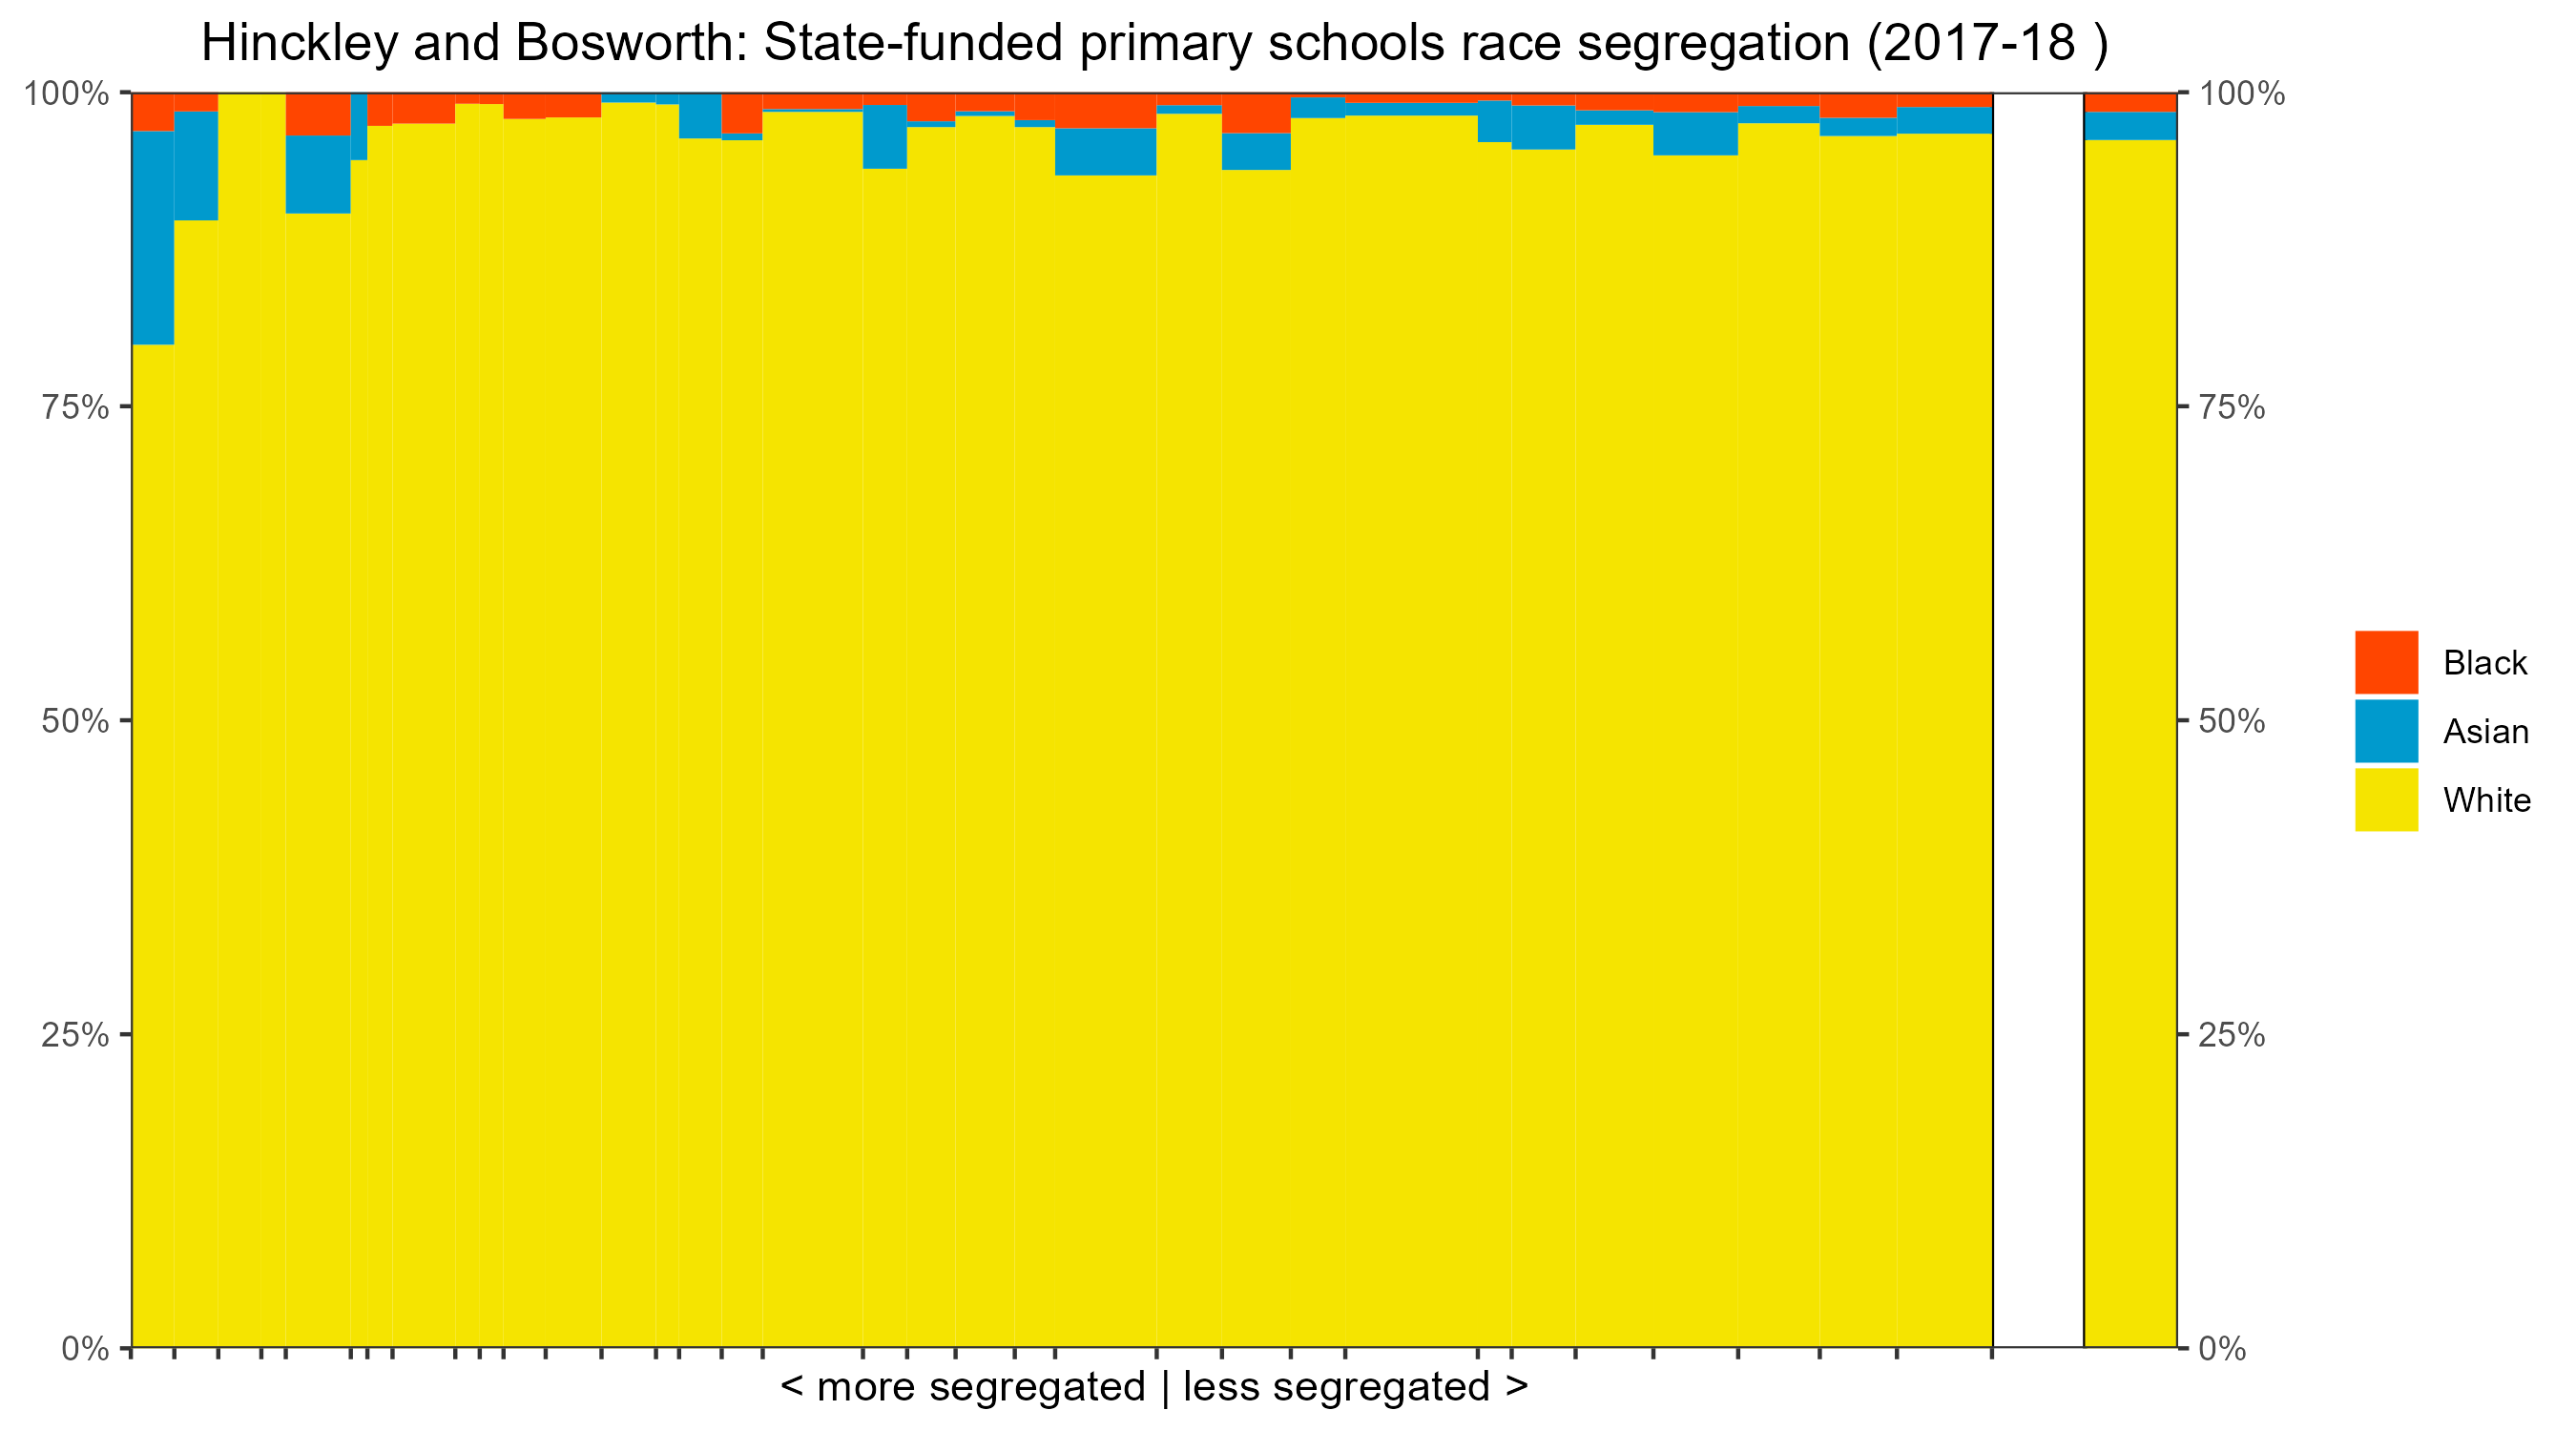 Hinckley and Bosworth: State-funded primary schools race segregation (2017-18 )
100%
75%
50%
25%
0%
100%
75%
50%
25%
0%
Black
Asian
White
< more segregated | less segregated >